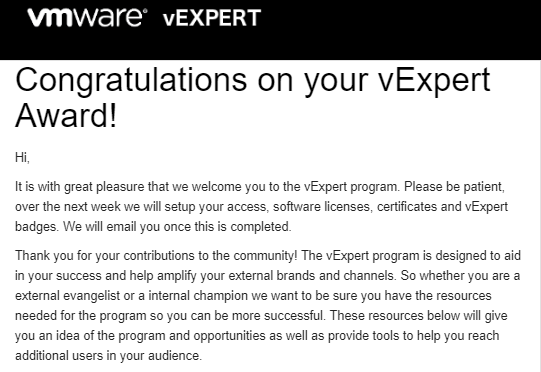 vmware® vEXPERT
Congratulations on your vExpert
Award!
Hi,
It is with great pleasure that we welcome you to the vExpert program. Please be patient,
over the next week we will setup your access, software licenses, certificates and vExpert
badges. We will email you once this is completed.
Thank you for your contributions to the community! The vExpert program is designed to aid
in your success and help amplify your external brands and channels. So whether you are a
external evangelist or a internal champion we want to be sure you have the resources
needed for the program so you can be more successful. These resources below will give
you an idea of the program and opportunities as well as provide tools to help you reach
additional users in your audience.